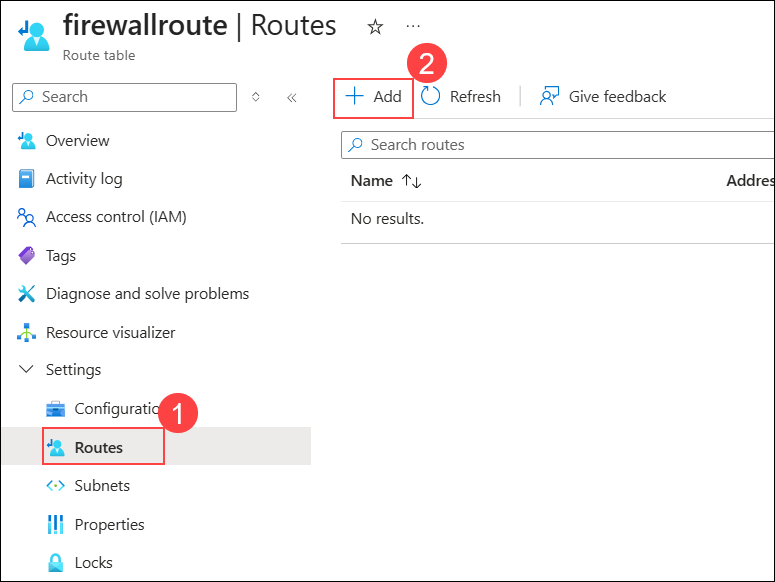 firewallroute | Routes
Route table
2
Search
Add
Refresh
Give feedback
Search routes
Overview
Name
Addres
Activity log
No results.
Access control (IAM)
Tags
Diagnose and solve problems
Resource visualizer
Settings
Configuratio
1
Routes
Subnets
Properties
Locks